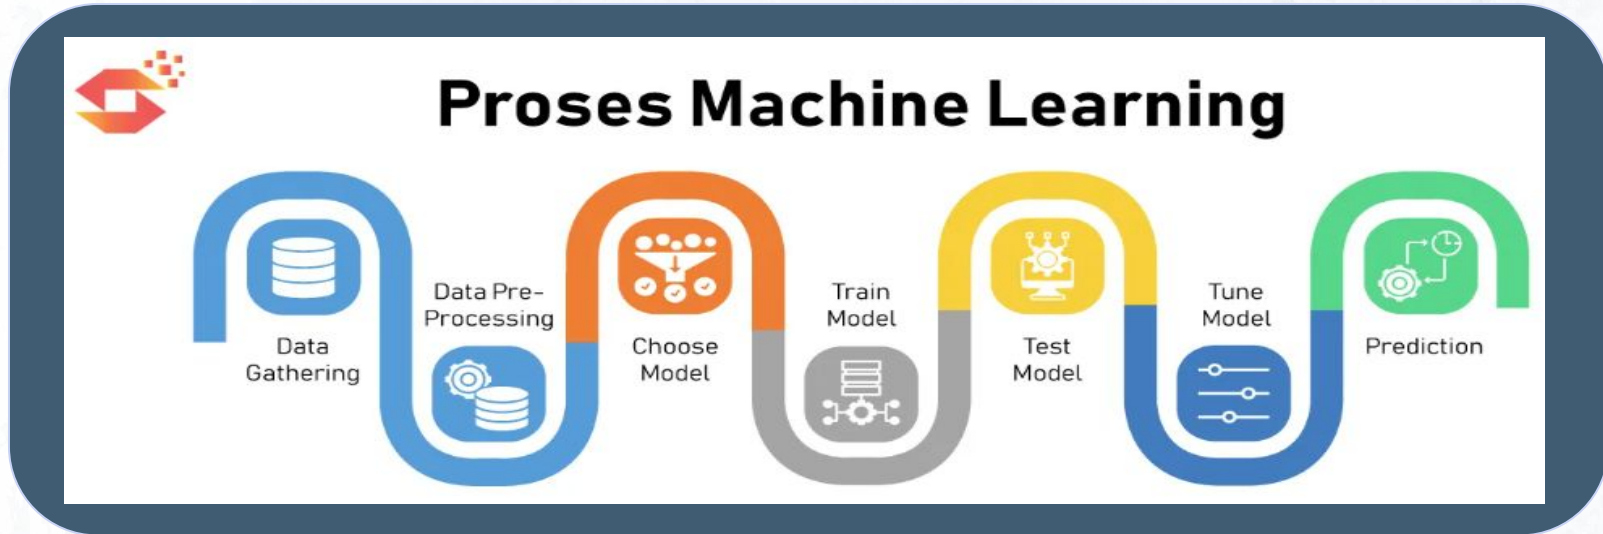 Proses Machine Learning
Data
Gathering
Data Pre-
Processing
Choose
Model
Train
Model
Test
Model
Tune
Model
Prediction